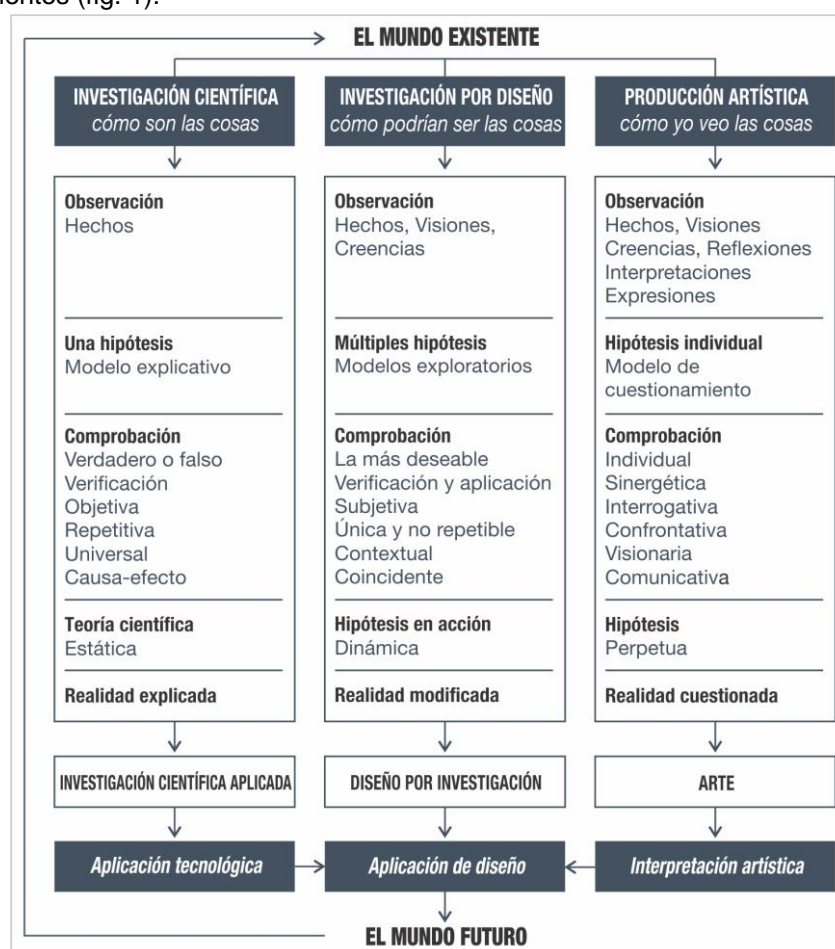 (fig. 1).
EL MUNDO EXISTENTE
INVESTIGACIÓN CIENTÍFICA
cómo son las cosas
Observación
Hechos
Una hipótesis
Modelo explicativo
Comprobación
Verdadero o falso
Verificación
Objetiva
Repetitiva
Universal
Causa-efecto
Teoría científica
Estática
Realidad explicada
INVESTIGACIÓN CIENTÍFICA APLICADA
Aplicación tecnológica
INVESTIGACIÓN POR DISEÑO
cómo podrían ser las cosas
Observación
Hechos, Visiones,
Creencias
Múltiples hipótesis
Modelos exploratorios
Comprobación
La más deseable
Verificación y aplicación
Subjetiva
Única y no repetible
Contextual
Coincidente
Hipótesis en acción
Dinámica
Realidad modificada
DISEÑO POR INVESTIGACIÓN
Aplicación de diseño
PRODUCCIÓN ARTÍSTICA
cómo yo veo las cosas
Observación
Hechos, Visiones
Creencias, Reflexiones
Interpretaciones
Expresiones
Hipótesis individual
Modelo de
cuestionamiento
Comprobación
Individual
Sinergética
Interrogativa
Confrontativa
Visionaria
Comunicativa
Hipótesis
Perpetua
Realidad cuestionada
ARTE
Interpretación artística
EL MUNDO FUTURO